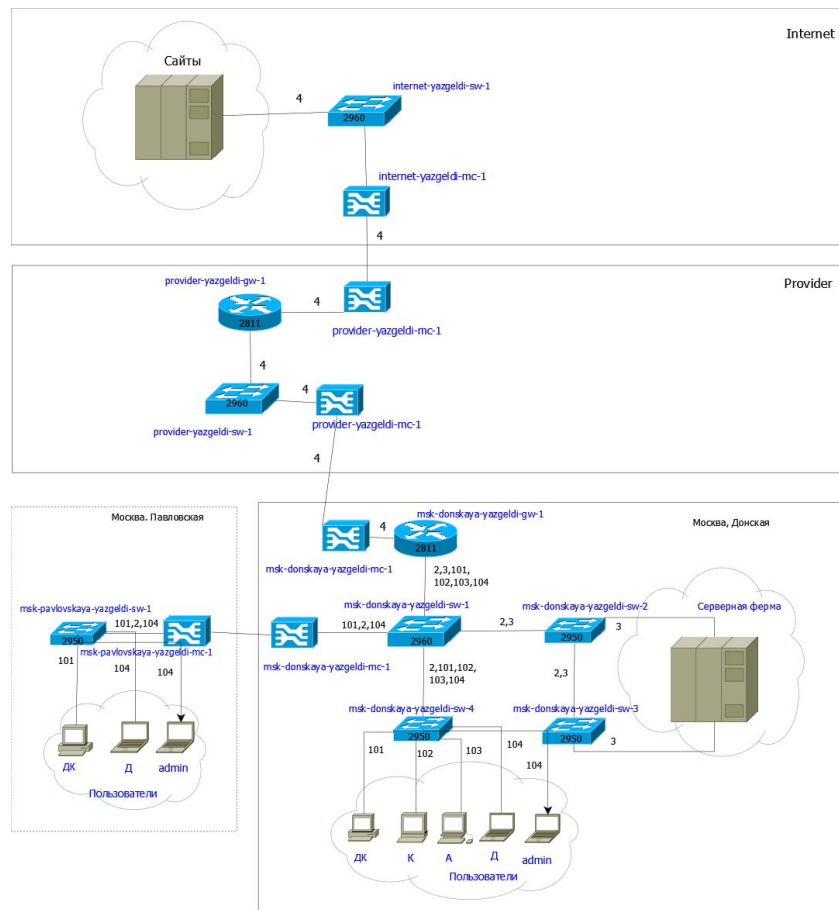 Internet
Сайты
internet-yazgeldi-sw-1
4
2960
internet-yazgeldi-mc-1
4
Provider
provider-yazgeldi-gw-1
4
2811
provider-yazgeldi-mc-1
4
4
2960
provider-yazgeldi-mc-1
provider-yazgeldi-sw-1
4
Москва. Павловская
msk-donskaya-yazgeldi-gw-1
Москва, Донская
4
2811
msk-donskaya-yazgeldi-mc-1
2,3,101,
102,103,104
msk-pavlovskaya-yazgeldi-sw-1
msk-donskaya-yazgeldi-sw-1
msk-donskaya-yazgeldi-sw-2
Серверная ферма
101,2,104
2950
101,2,104
2960
2,3
2950
3
msk-pavlovskaya-yazgeldi-mc-1
msk-donskaya-yazgeldi-mc-1
101
104
104
2,101,102,
103,104
2,3
msk-donskaya-yazgeldi-sw-4
msk-donskaya-yazgeldi-sw-3
2950
2950
101
102
103
104
3
104
ДК
Д
admin
Пользователи
ДК
К
А
Д
admin
Пользователи